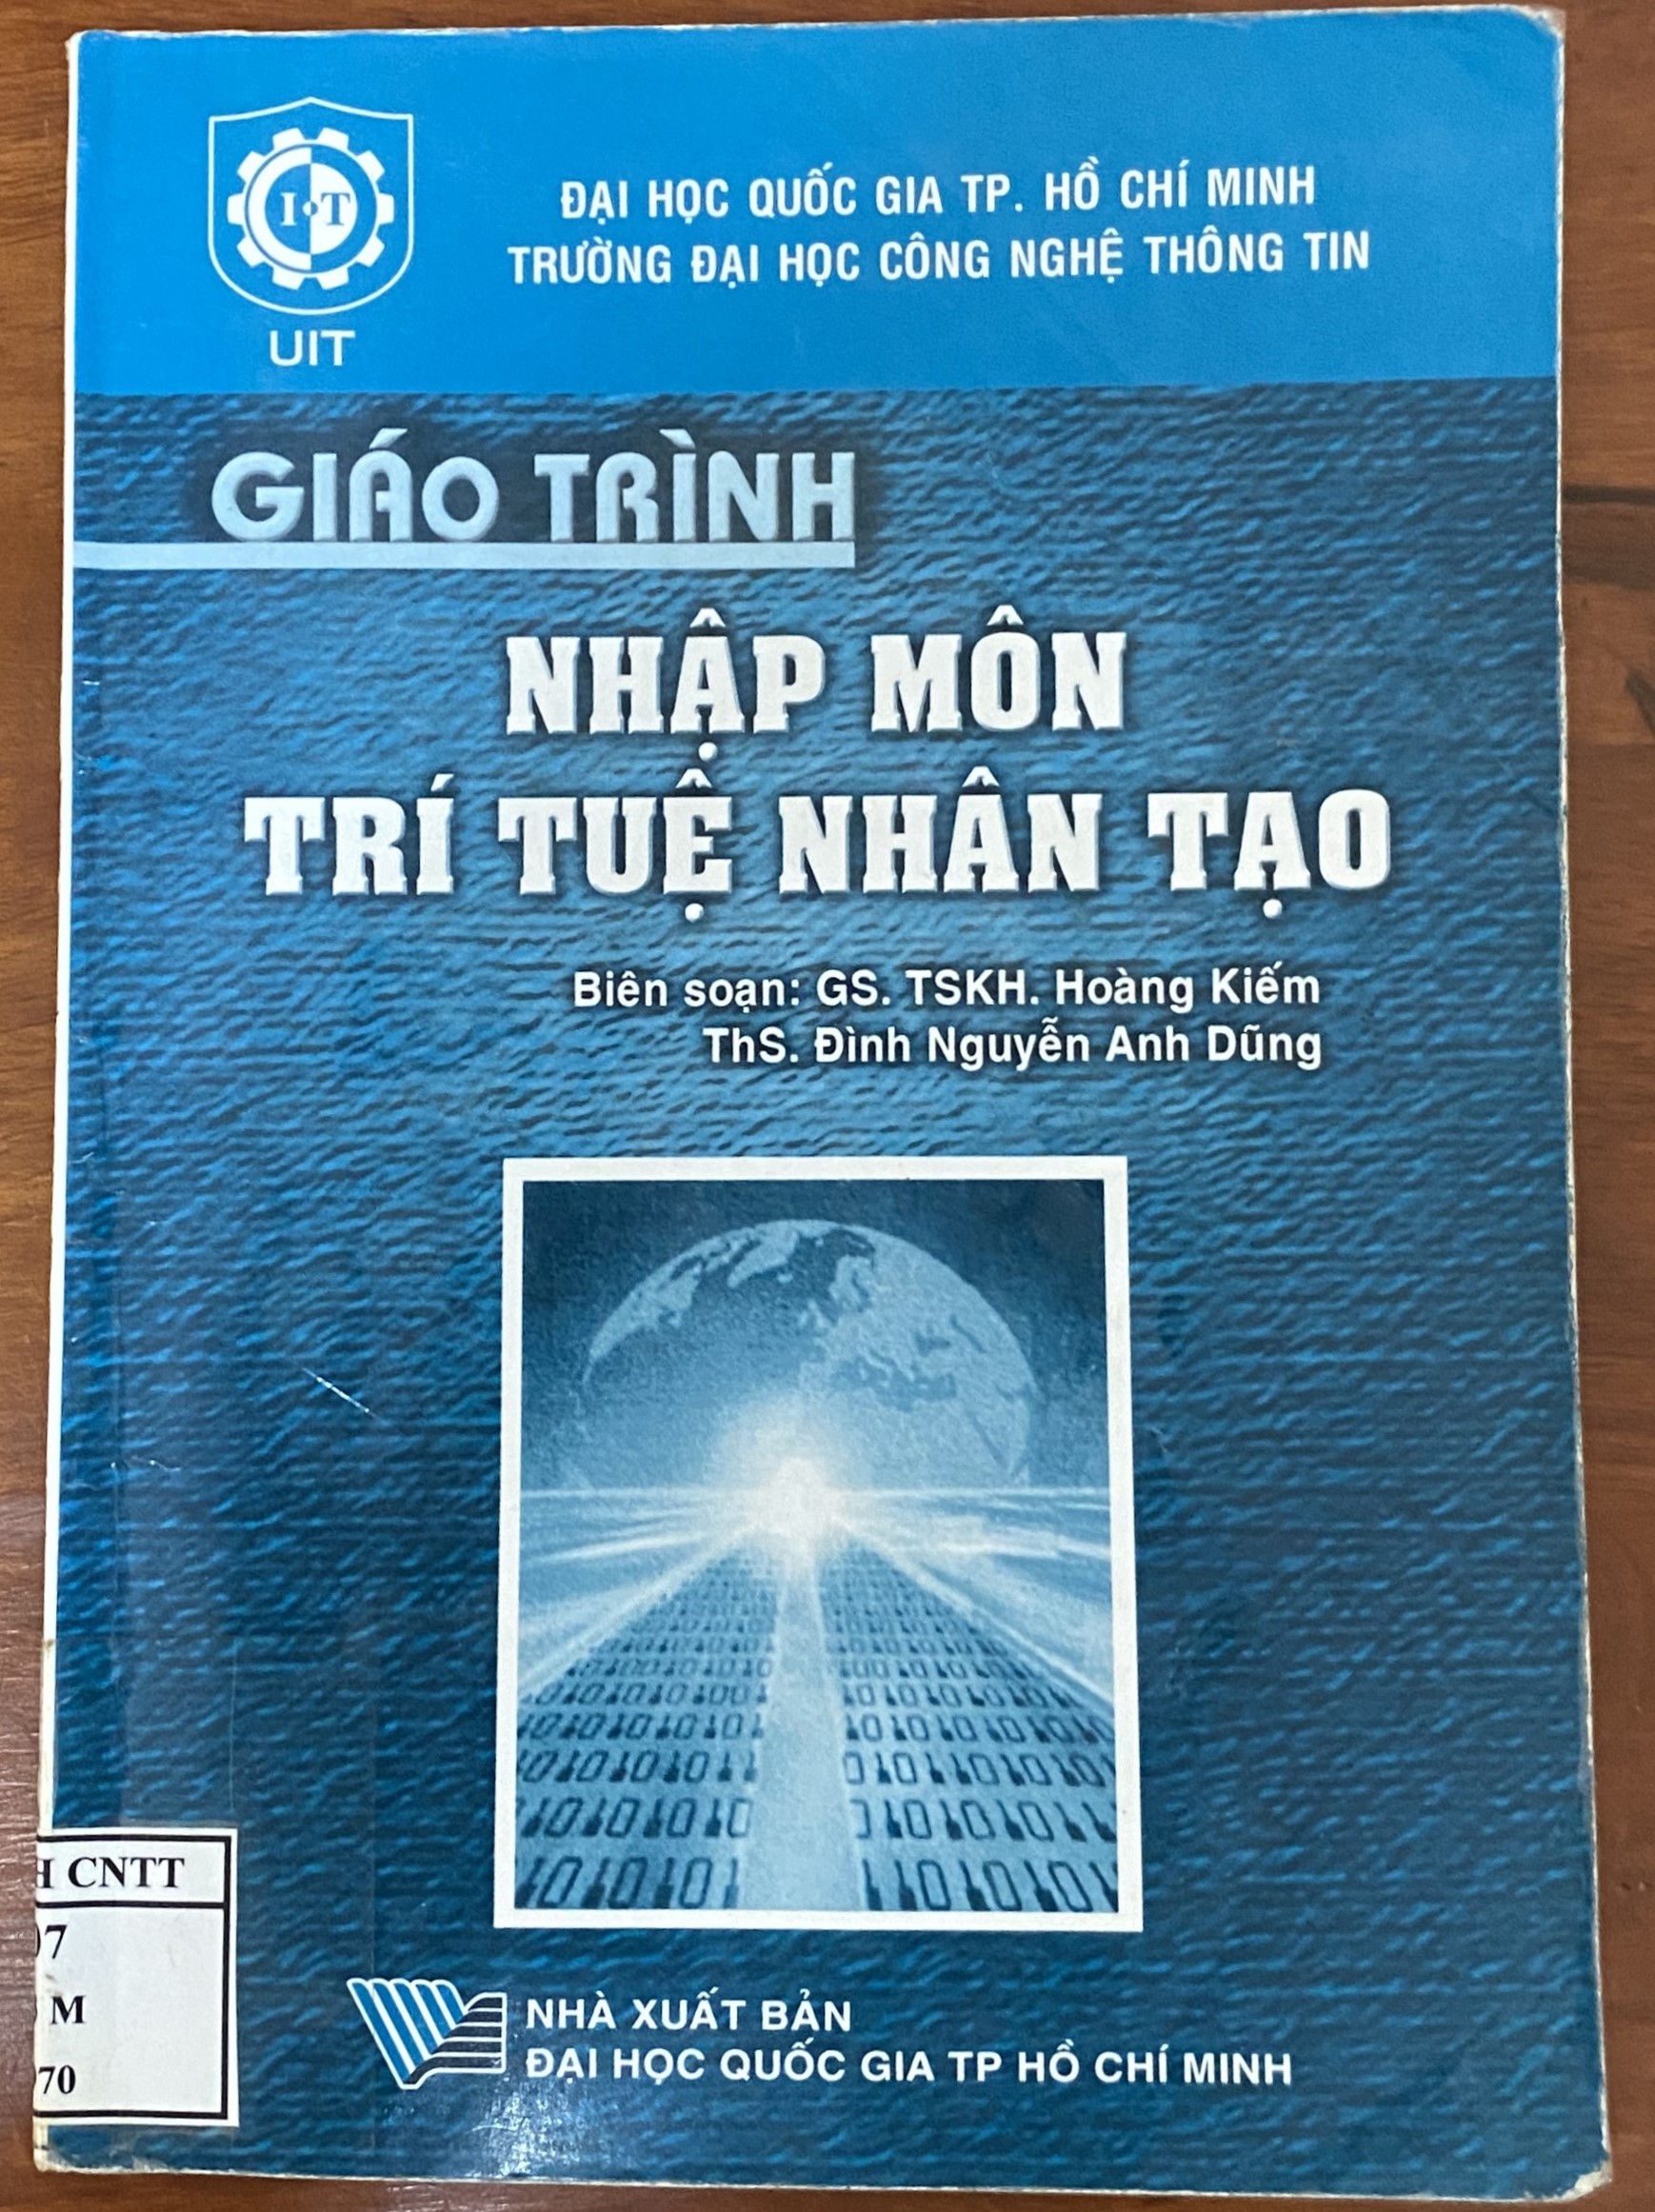 I·T
UIT
ĐẠI HỌC QUỐC GIA TP. HỒ CHÍ MINH
TRƯỜNG ĐẠI HỌC CÔNG NGHỆ THÔNG TIN
GIÁO TRÌNH
NHẬP MÔN
TRÍ TUỆ NHÂN TẠO
Biên soạn: GS. TSKH. Hoàng Kiếm
ThS. Đình Nguyễn Anh Dũng
CNTT
M
70
NHÀ XUẤT BẢN
ĐẠI HỌC QUỐC GIA TP HỒ CHÍ MINH